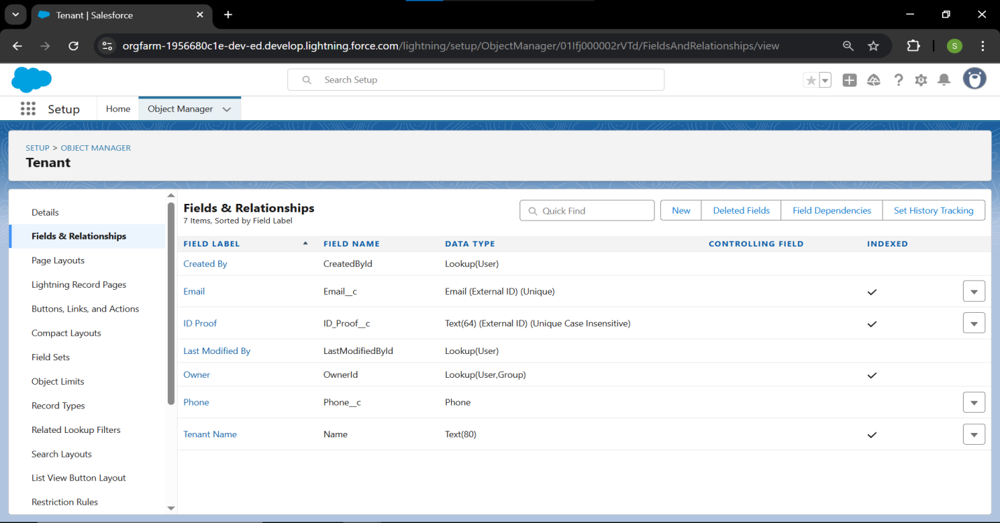 Tenant | Salesforce
orgfarm-1956680c1e-dev-ed.develop.lightning.force.com/lightning/setup/ObjectManager/01Ifj000002rVTd/FieldsAndRelationships/view
S
Search Setup
Setup Home Object Manager
SETUP > OBJECT MANAGER
Tenant
Details
Fields & Relationships
Page Layouts
Lightning Record Pages
Buttons, Links, and Actions
Compact Layouts
Field Sets
Object Limits
Record Types
Related Lookup Filters
Search Layouts
List View Button Layout
Restriction Rules
Fields & Relationships
7 Items, Sorted by Field Label
Quick Find New Deleted Fields Field Dependencies Set History Tracking
FIELD LABEL FIELD NAME DATA TYPE CONTROLLING FIELD INDEXED
Created By CreatedById Lookup(User)
Email Email__c Email (External ID) (Unique)
ID Proof ID_Proof__c Text(64) (External ID) (Unique Case Insensitive)
Last Modified By LastModifiedById Lookup(User)
Owner OwnerId Lookup(User,Group)
Phone Phone__c Phone
Tenant Name Name Text(80)